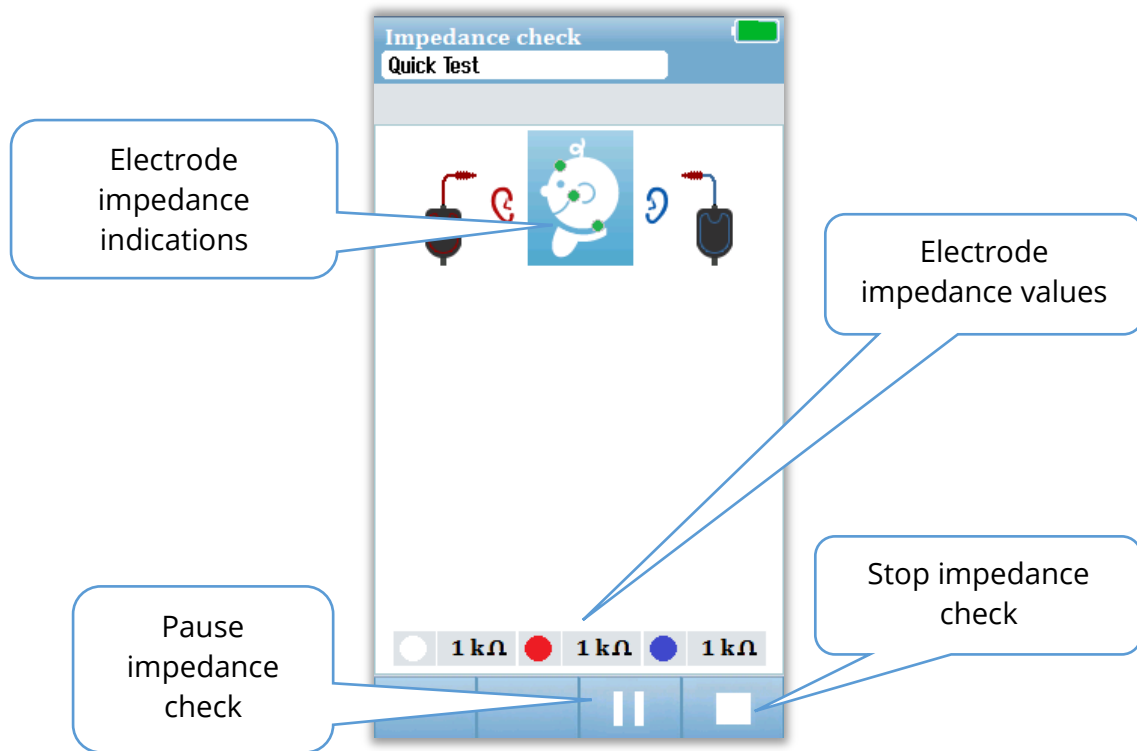 Impedance check
Quick Test
Electrode
impedance
indications
Electrode
impedance values
Stop impedance
check
Pause
impedance
check
1 kΩ 1 kΩ 1 kΩ